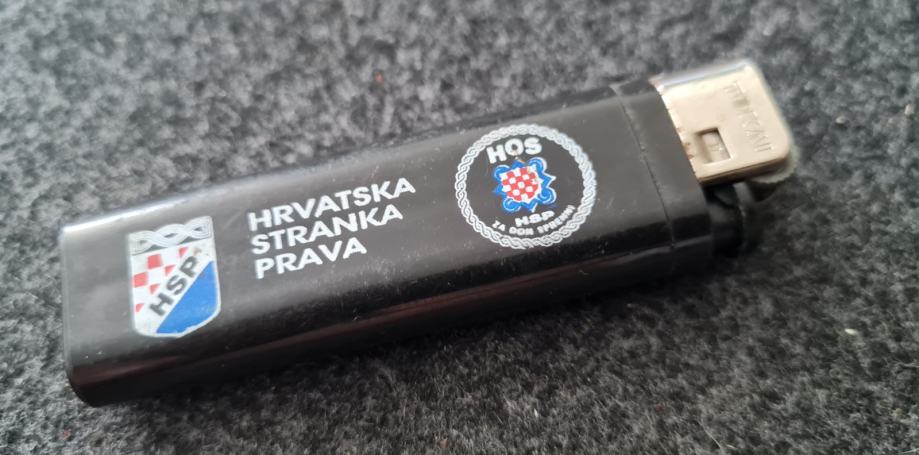 HSP
HRVATSKA
STRANKA
PRAVA
HOS
HSP
ZA DOM SPREMNI